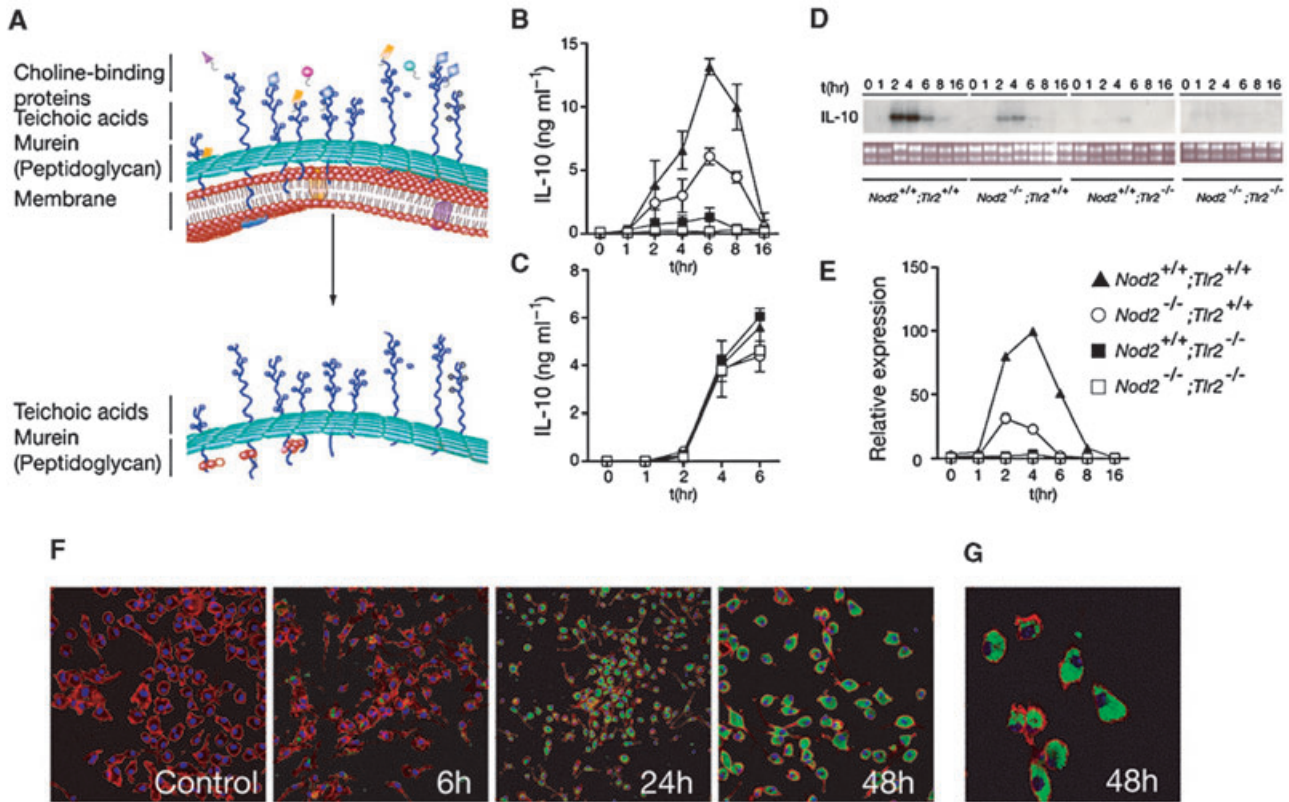 A
Choline-binding
proteins
Teichoic acids
Murein
(Peptidoglycan)
Membrane
Teichoic acids
Murein
(Peptidoglycan)
B
IL-10 (ng ml⁻¹)
15
10
5
0
0 1 2 4 6 8 16
t(hr)
C
IL-10 (ng ml⁻¹)
8
6
4
2
0
0 1 2 4 6
t(hr)
D
t(hr) 0 1 2 4 6 8 16 0 1 2 4 6 8 16 0 1 2 4 6 8 16 0 1 2 4 6 8 16
IL-10
Nod2+/+;Tlr2+/+ Nod2-/-;Tlr2+/+ Nod2+/+;Tlr2-/- Nod2-/-;Tlr2-/-
E
Relative expression
150
100
50
0
0 1 2 4 6 8 16
t(hr)
Nod2+/+;Tlr2+/+
Nod2-/-;Tlr2+/+
Nod2+/+;Tlr2-/-
Nod2-/-;Tlr2-/-
F
Control
6h
24h
48h
G
48h